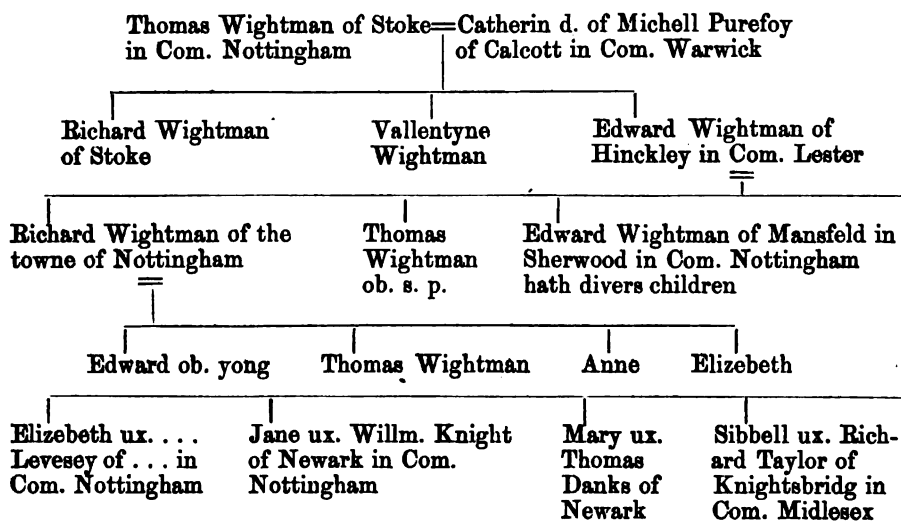 Thomas Wightman of Stoke=Catherin d. of Michell Purefoy
in Com. Nottingham of Calcott in Com. Warwick
Richard Wightman
of Stoke
Vallentyne
Wightman
Edward Wightman of
Hinckley in Com. Lester
=
Richard Wightman of the
towne of Nottingham
=
Thomas
Wightman
ob. s. p.
Edward Wightman of Mansfeld in
Sherwood in Com. Nottingham
hath divers children
Edward ob. yong
Thomas Wightman
Anne
Elizebeth
Elizebeth ux. . . .
Levesey of . . . in
Com. Nottingham
Jane ux. Willm. Knight
of Newark in Com.
Nottingham
Mary ux.
Thomas
Danks of
Newark
Sibbell ux. Rich-
ard Taylor of
Knightsbridg in
Com. Midlesex